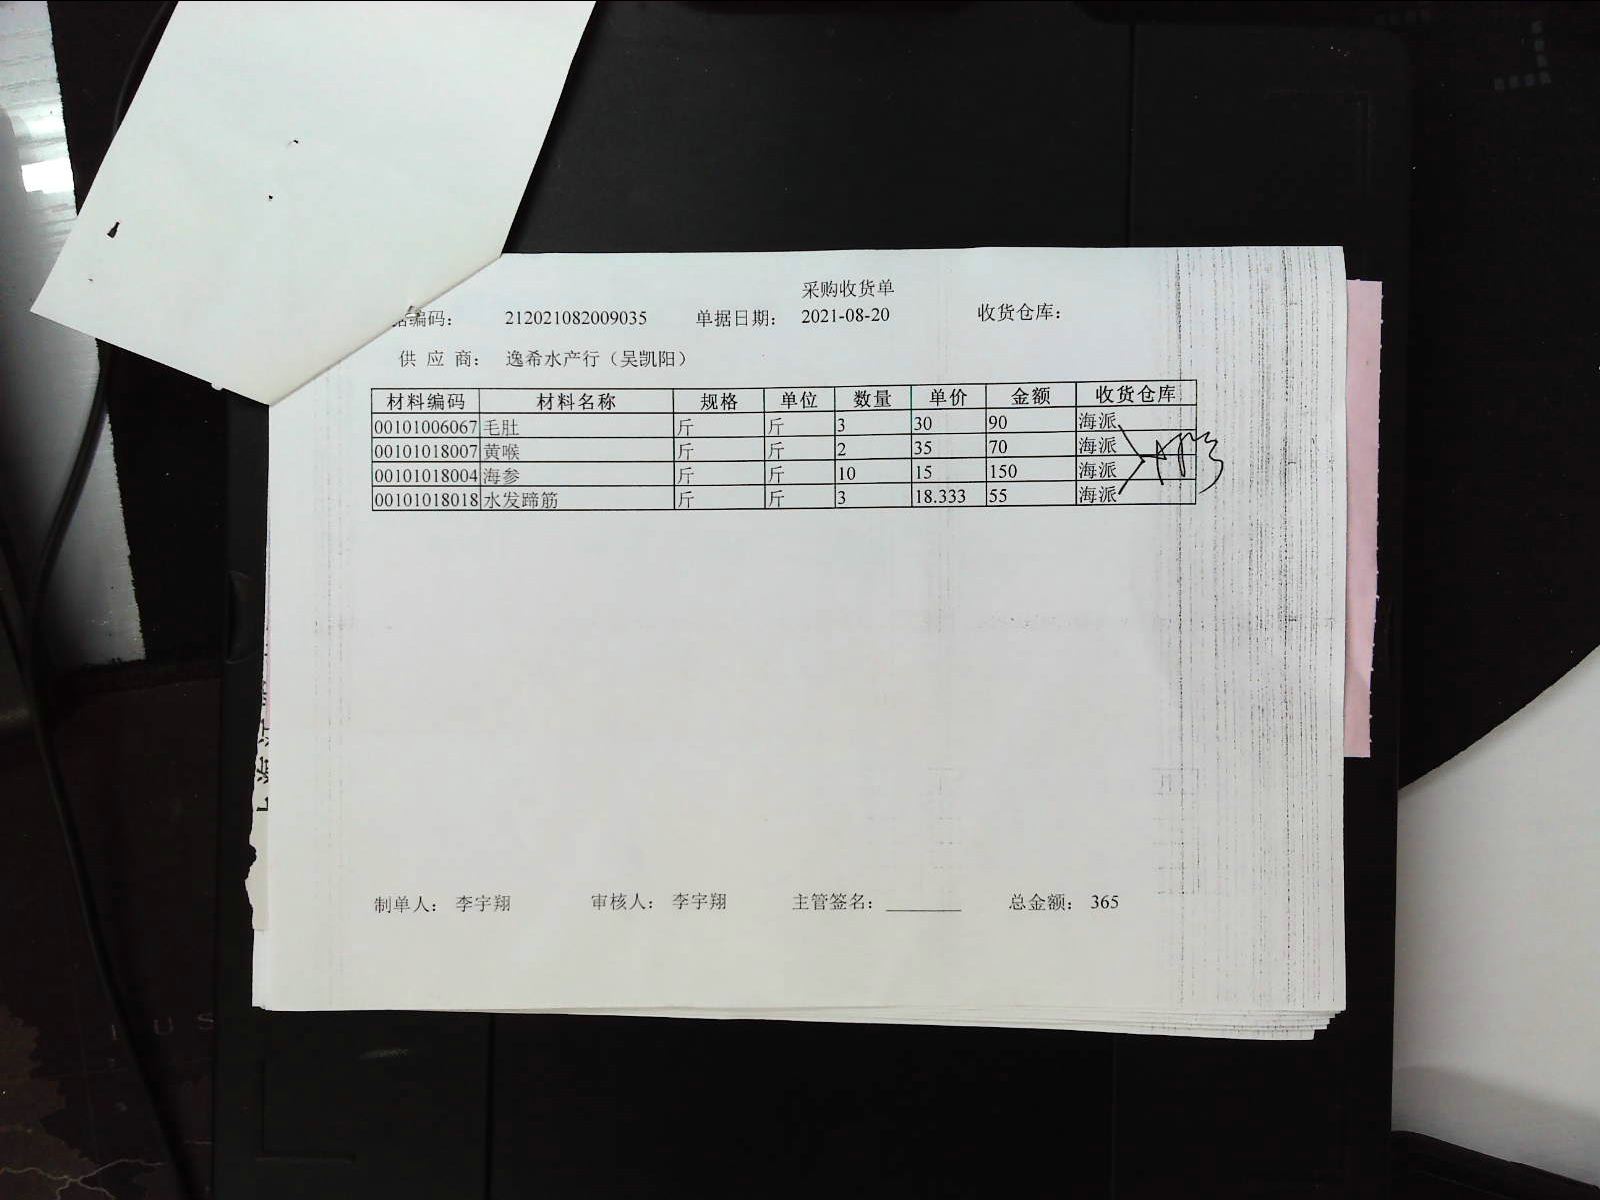 采购收货单
据编码： 212021082009035 单据日期： 2021-08-20 收货仓库：
供 应 商： 逸希水产行（吴凯阳）
材料编码 材料名称 规格 单位 数量 单价 金额 收货仓库
00101006067 毛肚 斤 斤 3 30 90 海派
00101018007 黄喉 斤 斤 2 35 70 海派
00101018004 海参 斤 斤 10 15 150 海派
00101018018 水发蹄筋 斤 斤 3 18.333 55 海派
制单人： 李宇翔 审核人： 李宇翔 主管签名： 总金额： 365